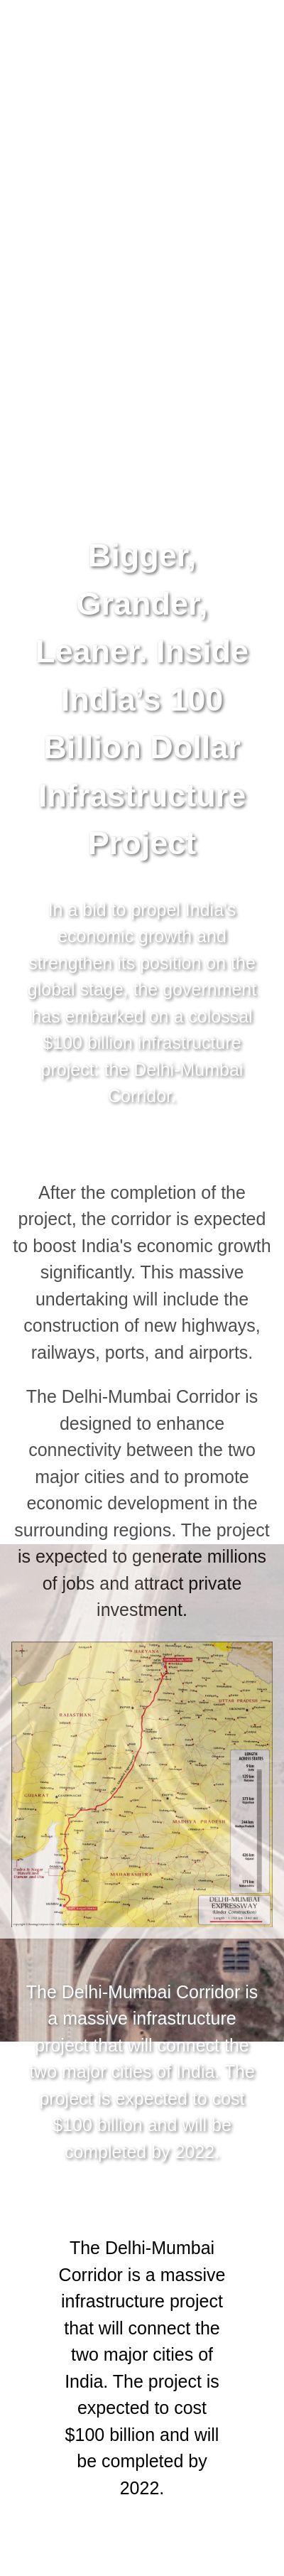 Bigger,
Grander,
Leaner. Inside
India's 100
Billion Dollar
Infrastructure
Project
In a bid to propel India's
economic growth and
strengthen its position on the
global stage, the government
has embarked on a colossal
$100 billion infrastructure
project: the Delhi-Mumbai
Corridor.
After the completion of the
project, the corridor is expected
to boost India's economic growth
significantly. This massive
undertaking will include the
construction of new highways,
railways, ports, and airports.
The Delhi-Mumbai Corridor is
designed to enhance
connectivity between the two
major cities and to promote
economic development in the
surrounding regions. The project
is expected to generate millions
of jobs and attract private
investment.
HARYANA
UTTAR PRADESH
RAJASTHAN
GUJARAT
MADHYA PRADESH
MAHARASHTRA
DELHI-MUMBAI
EXPRESSWAY
The Delhi-Mumbai Corridor is
a massive infrastructure
project that will connect the
two major cities of India. The
project is expected to cost
$100 billion and will be
completed by 2022.
The Delhi-Mumbai
Corridor is a massive
infrastructure project
that will connect the
two major cities of
India. The project is
expected to cost
$100 billion and will
be completed by
2022.